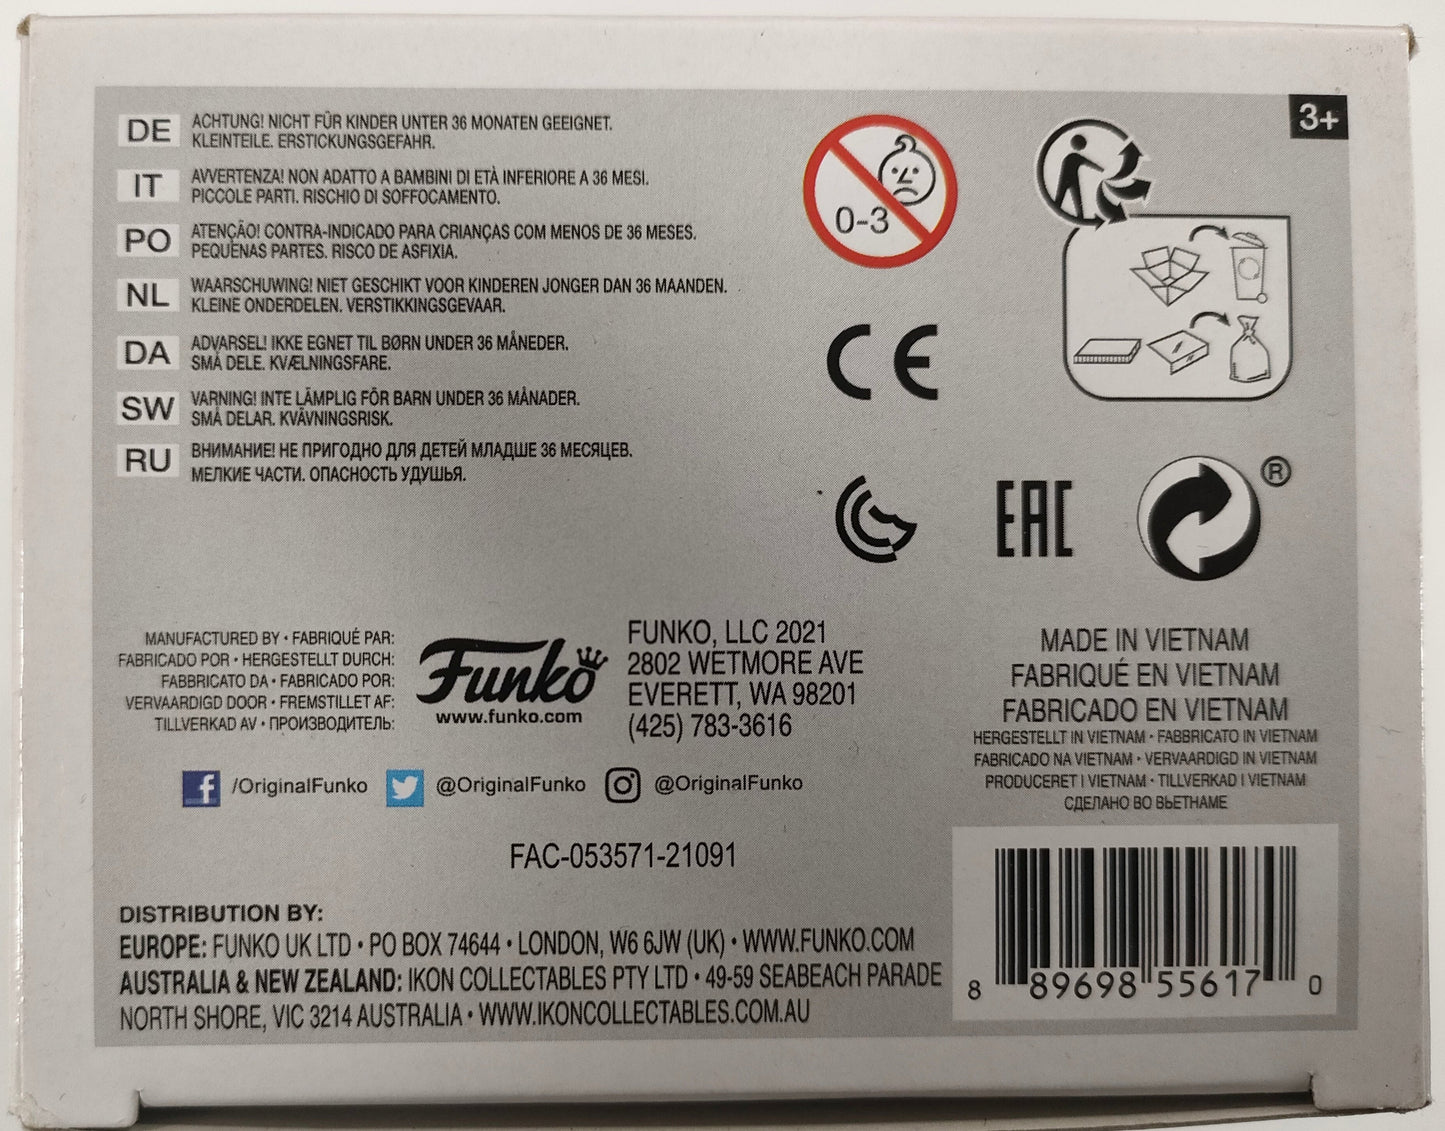 DE ACHTUNG! NICHT FÜR KINDER UNTER 36 MONATEN GEEIGNET.
KLEINTEILE. ERSTICKUNGSGEFAHR.
IT AVVERTENZA! NON ADATTO A BAMBINI DI ETÀ INFERIORE A 36 MESI.
PICCOLE PARTI. RISCHIO DI SOFFOCAMENTO.
PO ATENÇÃO! CONTRA-INDICADO PARA CRIANÇAS COM MENOS DE 36 MESES.
PEQUENAS PARTES. RISCO DE ASFIXIA.
NL WAARSCHUWING! NIET GESCHIKT VOOR KINDEREN JONGER DAN 36 MAANDEN.
KLEINE ONDERDELEN. VERSTIKKINGSGEVAAR.
DA ADVARSEL! IKKE EGNET TIL BØRN UNDER 36 MÅNEDER.
SMÅ DELE. KVÆLNINGSFARE.
SW VARNING! INTE LÄMPLIG FÖR BARN UNDER 36 MÅNADER.
SMÅ DELAR. KVÄVNINGSRISK.
RU ВНИМАНИЕ! НЕ ПРИГОДНО ДЛЯ ДЕТЕЙ МЛАДШЕ 36 МЕСЯЦЕВ.
МЕЛКИЕ ЧАСТИ. ОПАСНОСТЬ УДУШЬЯ.
0-3
3+
CE
EAC
®
MANUFACTURED BY • FABRIQUÉ PAR:
FABRICADO POR • HERGESTELLT DURCH:
FABBRICATO DA • FABRICADO POR:
VERVAARDIGD DOOR • FREMSTILLET AF:
TILLVERKAD AV • ПРОИЗВОДИТЕЛЬ:
Funko
www.funko.com
FUNKO, LLC 2021
2802 WETMORE AVE
EVERETT, WA 98201
(425) 783-3616
MADE IN VIETNAM
FABRIQUÉ EN VIETNAM
FABRICADO EN VIETNAM
HERGESTELLT IN VIETNAM • FABBRICATO IN VIETNAM
FABRICADO NA VIETNAM • VERVAARDIGD IN VIETNAM
PRODUCERET I VIETNAM • TILLVERKAD I VIETNAM
СДЕЛАНО ВО ВЬЕТНАМЕ
f /OriginalFunko @OriginalFunko @OriginalFunko
FAC-053571-21091
DISTRIBUTION BY:
EUROPE: FUNKO UK LTD • PO BOX 74644 • LONDON, W6 6JW (UK) • WWW.FUNKO.COM
AUSTRALIA & NEW ZEALAND: IKON COLLECTABLES PTY LTD • 49-59 SEABEACH PARADE
NORTH SHORE, VIC 3214 AUSTRALIA • WWW.IKONCOLLECTABLES.COM.AU
8 89698 55617 0